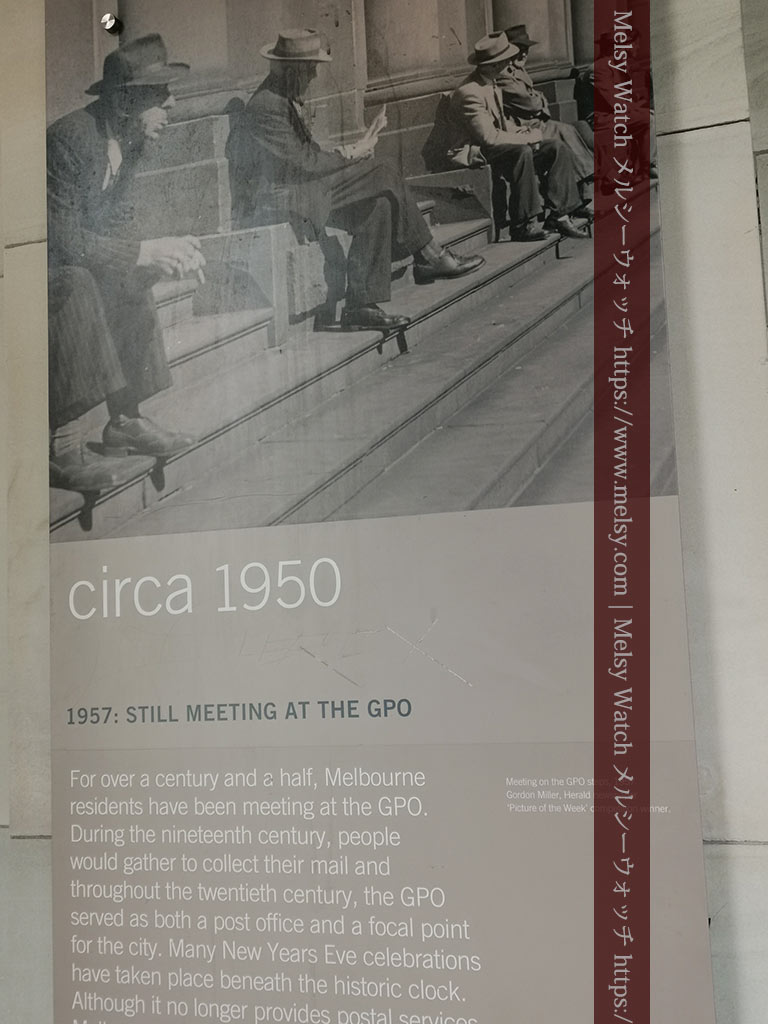 circa 1950
1957: STILL MEETING AT THE GPO
For over a century and a half, Melbourne
residents have been meeting at the GPO.
During the nineteenth century, people
would gather to collect their mail and
throughout the twentieth century, the GPO
served as both a post office and a focal point
for the city. Many New Years Eve celebrations
have taken place beneath the historic clock.
Although it no longer provides postal services
Meeting on the GPO
Gordon Miller, Herald
'Picture of the Week' winner.
Melsy Watch メルシーウォッチ https://www.melsy.com | Melsy Watch メルシーウォッチ https:/